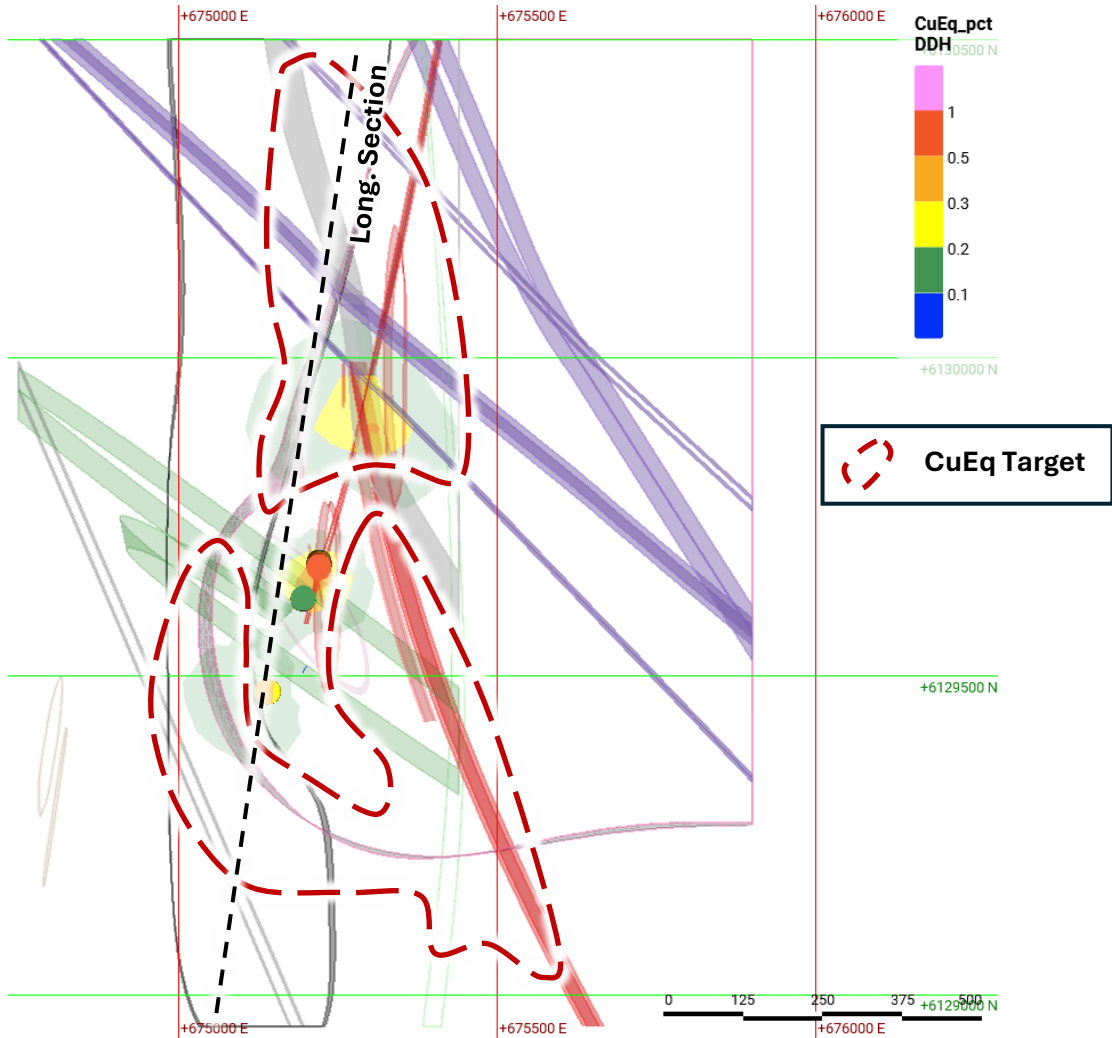 +675000 E
+675500 E
+676000 E
CuEq_pct
DDH
+6130500 N
1
0.5
0.3
0.2
0.1
Long. Section
+6130000 N
CuEq Target
+6129500 N
0
125
250
375
500
+6129000 N
+675000 E
+675500 E
+676000 E